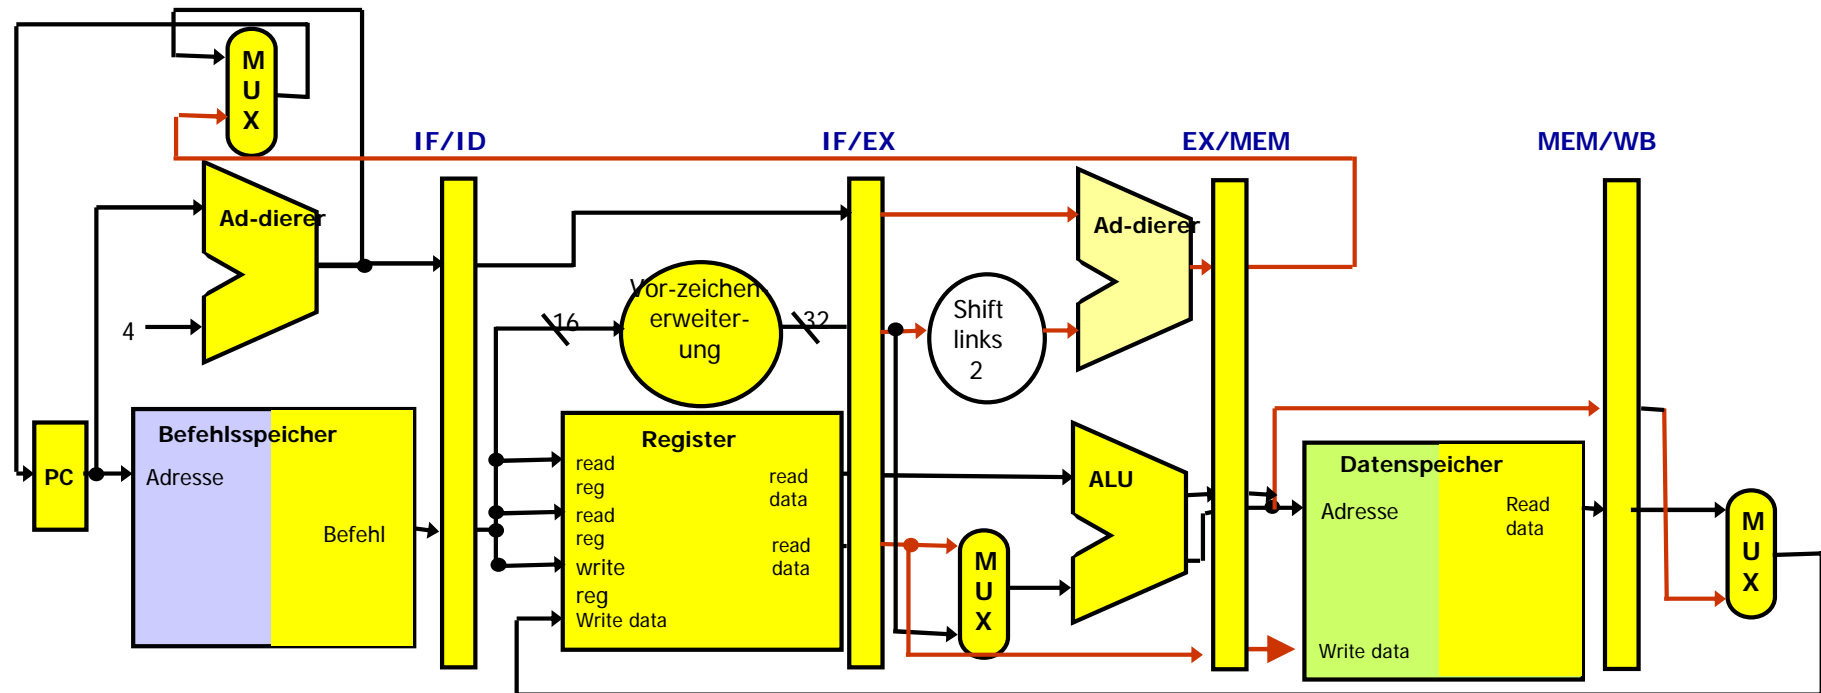 M
U
X
IF/ID
IF/EX
EX/MEM
MEM/WB
Ad-dierer
4
16
Vor-zeichen
erweiter-
ung
32
Shift
links
2
Ad-dierer
PC
Befehlsspeicher
Adresse
Befehl
Register
read
reg
read
reg
write
reg
Write data
read
data
read
data
M
U
X
ALU
Datenspeicher
Adresse
Read
data
Write data
M
U
X